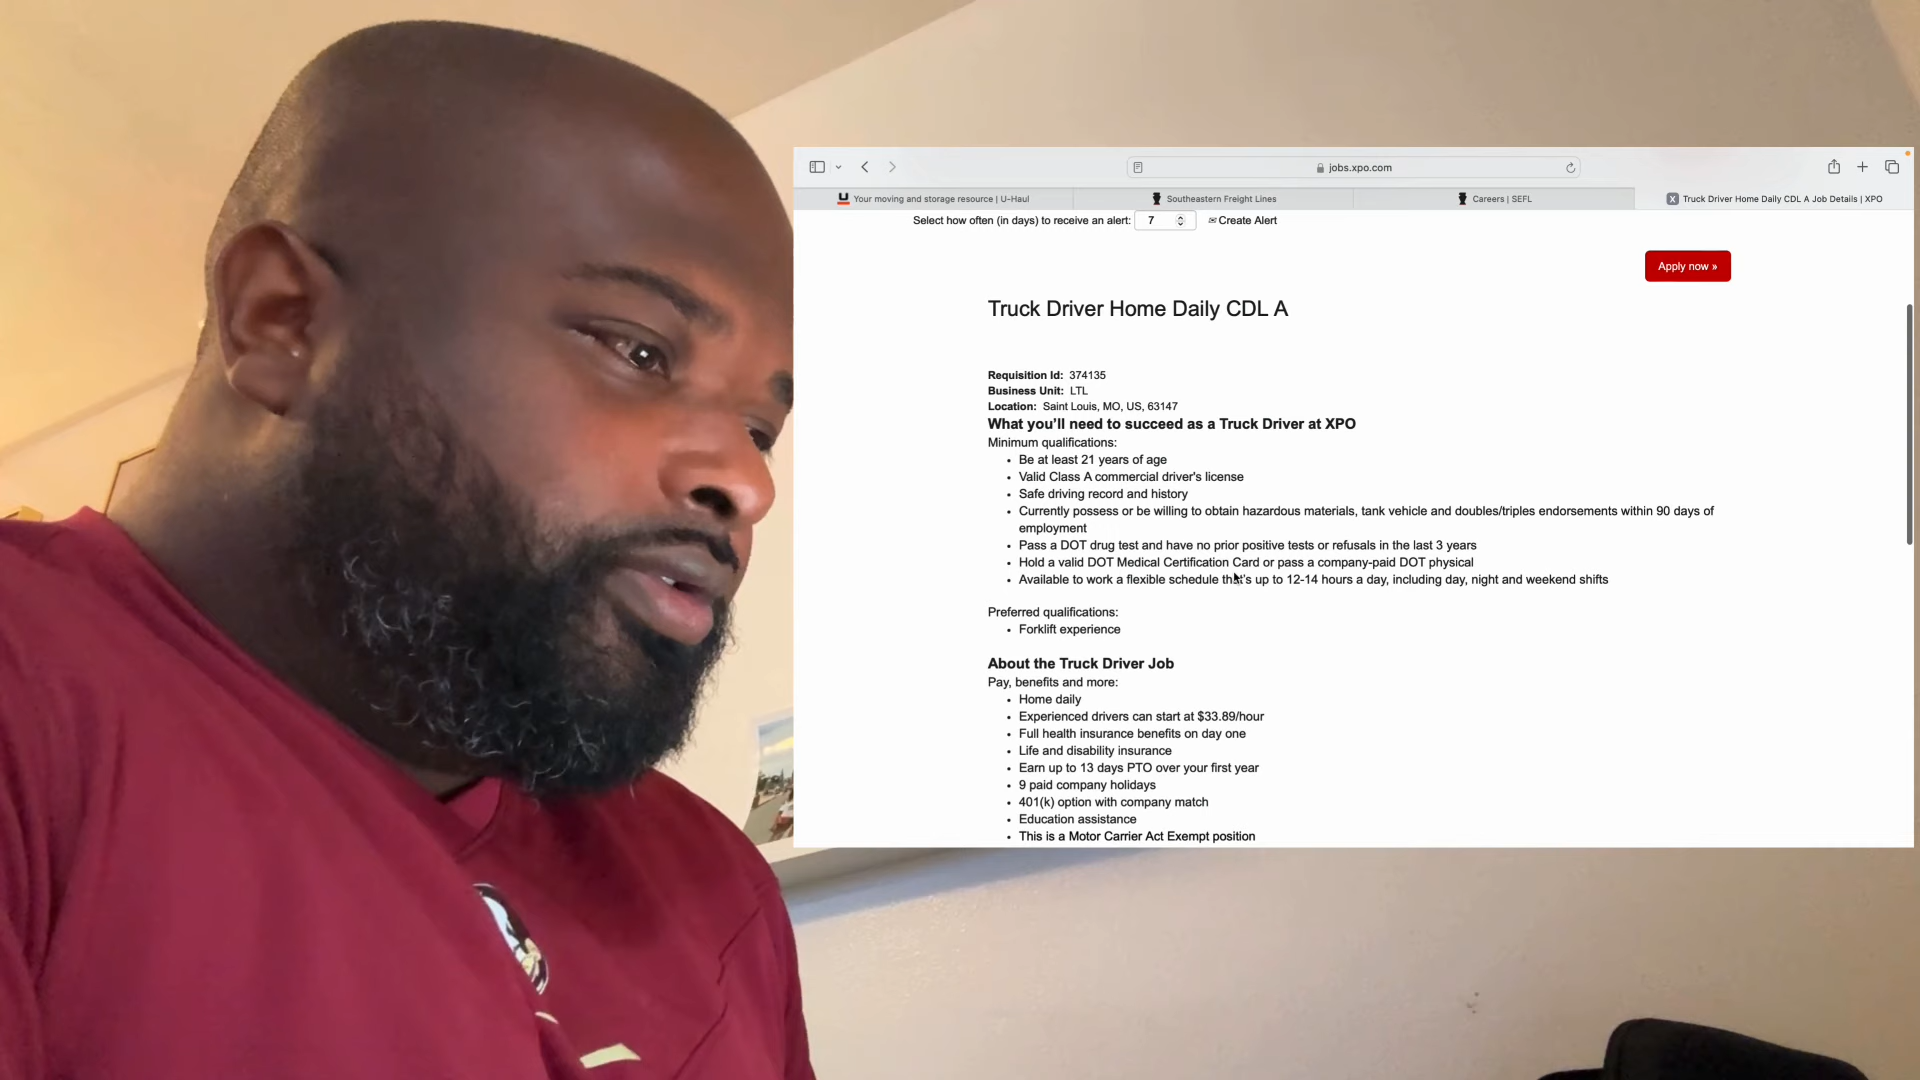 jobs.xpo.com
Your moving and storage resource | U-Haul
Southeastern Freight Lines
Careers | SEFL
Truck Driver Home Daily CDL A Job Details | XPO
Select how often (in days) to receive an alert: 7 Create Alert
Apply now »
Truck Driver Home Daily CDL A
Requisition Id: 374135
Business Unit: LTL
Location: Saint Louis, MO, US, 63147
What you’ll need to succeed as a Truck Driver at XPO
Minimum qualifications:
• Be at least 21 years of age
• Valid Class A commercial driver's license
• Safe driving record and history
• Currently possess or be willing to obtain hazardous materials, tank vehicle and doubles/triples endorsements within 90 days of
employment
• Pass a DOT drug test and have no prior positive tests or refusals in the last 3 years
• Hold a valid DOT Medical Certification Card or pass a company-paid DOT physical
• Available to work a flexible schedule that’s up to 12-14 hours a day, including day, night and weekend shifts
Preferred qualifications:
• Forklift experience
About the Truck Driver Job
Pay, benefits and more:
• Home daily
• Experienced drivers can start at $33.89/hour
• Full health insurance benefits on day one
• Life and disability insurance
• Earn up to 13 days PTO over your first year
• 9 paid company holidays
• 401(k) option with company match
• Education assistance
• This is a Motor Carrier Act Exempt position